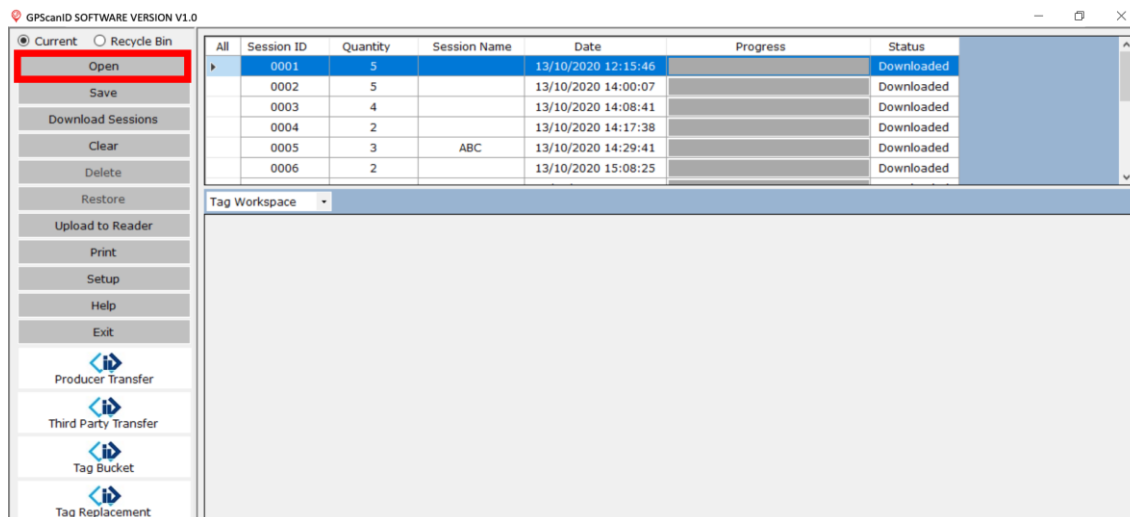 GPScanID SOFTWARE VERSION V1.0
Current Recycle Bin
Open
Save
Download Sessions
Clear
Delete
Restore
Upload to Reader
Print
Setup
Help
Exit
Producer Transfer
Third Party Transfer
Tag Bucket
Tag Replacement
All Session ID Quantity Session Name Date Progress Status
0001 5 13/10/2020 12:15:46 Downloaded
0002 5 13/10/2020 14:00:07 Downloaded
0003 4 13/10/2020 14:08:41 Downloaded
0004 2 13/10/2020 14:17:38 Downloaded
0005 3 ABC 13/10/2020 14:29:41 Downloaded
0006 2 13/10/2020 15:08:25 Downloaded
Tag Workspace